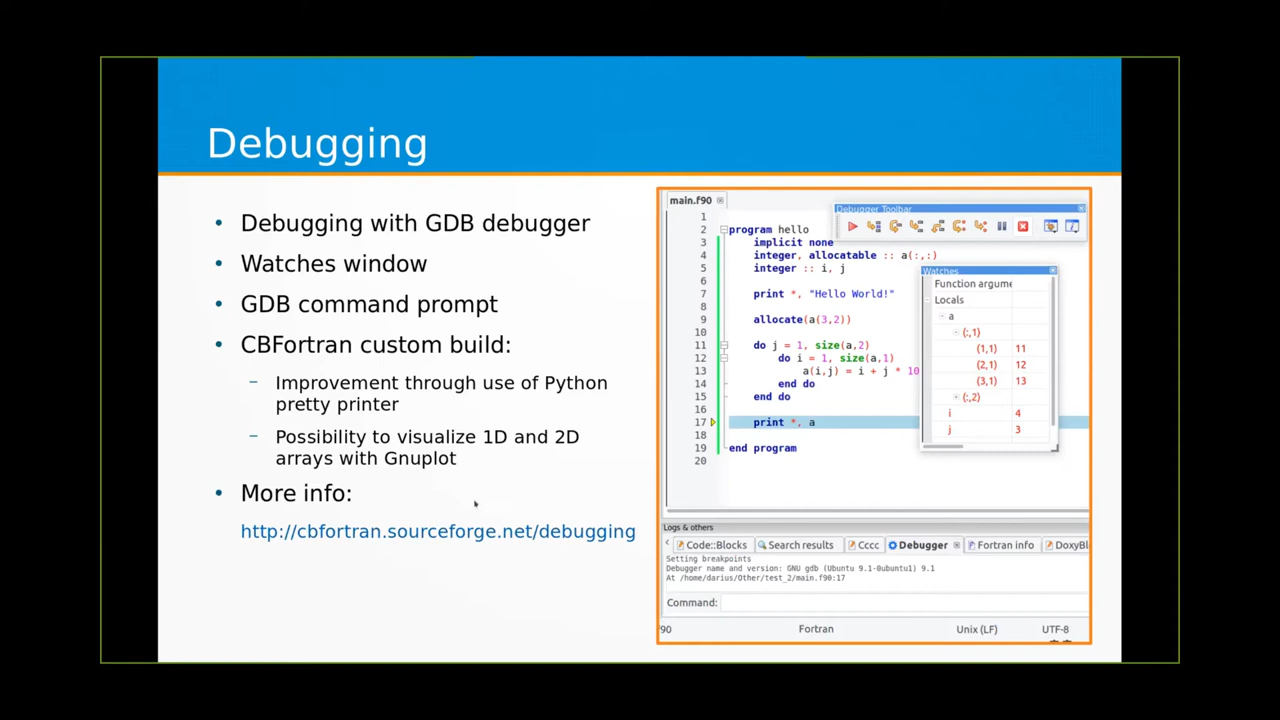 Debugging
• Debugging with GDB debugger
• Watches window
• GDB command prompt
• CBFortran custom build:
– Improvement through use of Python
pretty printer
– Possibility to visualize 1D and 2D
arrays with Gnuplot
• More info:
http://cbfortran.sourceforge.net/debugging
main.f90
Debugger Toolbar
1
2 program hello
3 implicit none
4 integer, allocatable :: a(:,:)
5 integer :: i, j
6
7 print *, "Hello World!"
8
9 allocate(a(3,2))
10
11 do j = 1, size(a,2)
12 do i = 1, size(a,1)
13 a(i,j) = i + j * 10
14 end do
15 end do
16
17 print *, a
18
19 end program
20
Watches
Function argume
Locals
a
(:,1)
(1,1) 11
(2,1) 12
(3,1) 13
(:,2)
i 4
j 3
Logs & others
Code::Blocks Search results Cccc Debugger Fortran info DoxyBl
Setting breakpoints
Debugger name and version: GNU gdb (Ubuntu 9.1-0ubuntu1) 9.1
At /home/darius/Other/test_2/main.f90:17
Command:
f90 Fortran Unix (LF) UTF-8